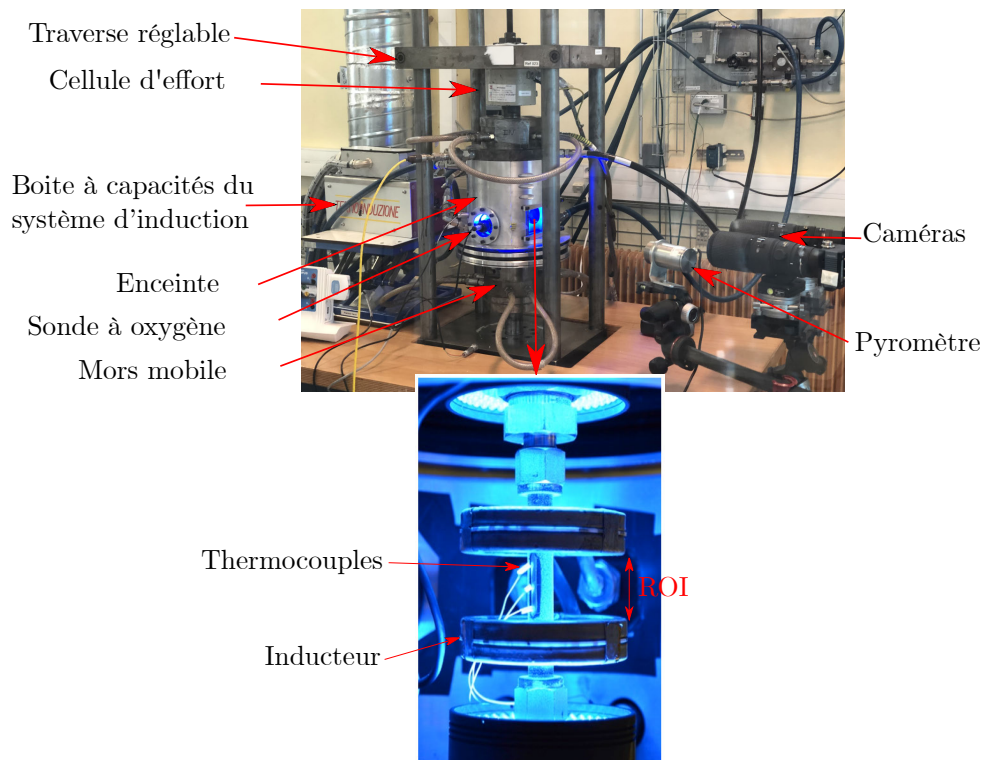 Traverse réglable
Cellule d'effort
Boite à capacités du
système d'induction
Enceinte
Sonde à oxygène
Mors mobile
Caméras
Pyromètre
Thermocouples
ROI
Inducteur